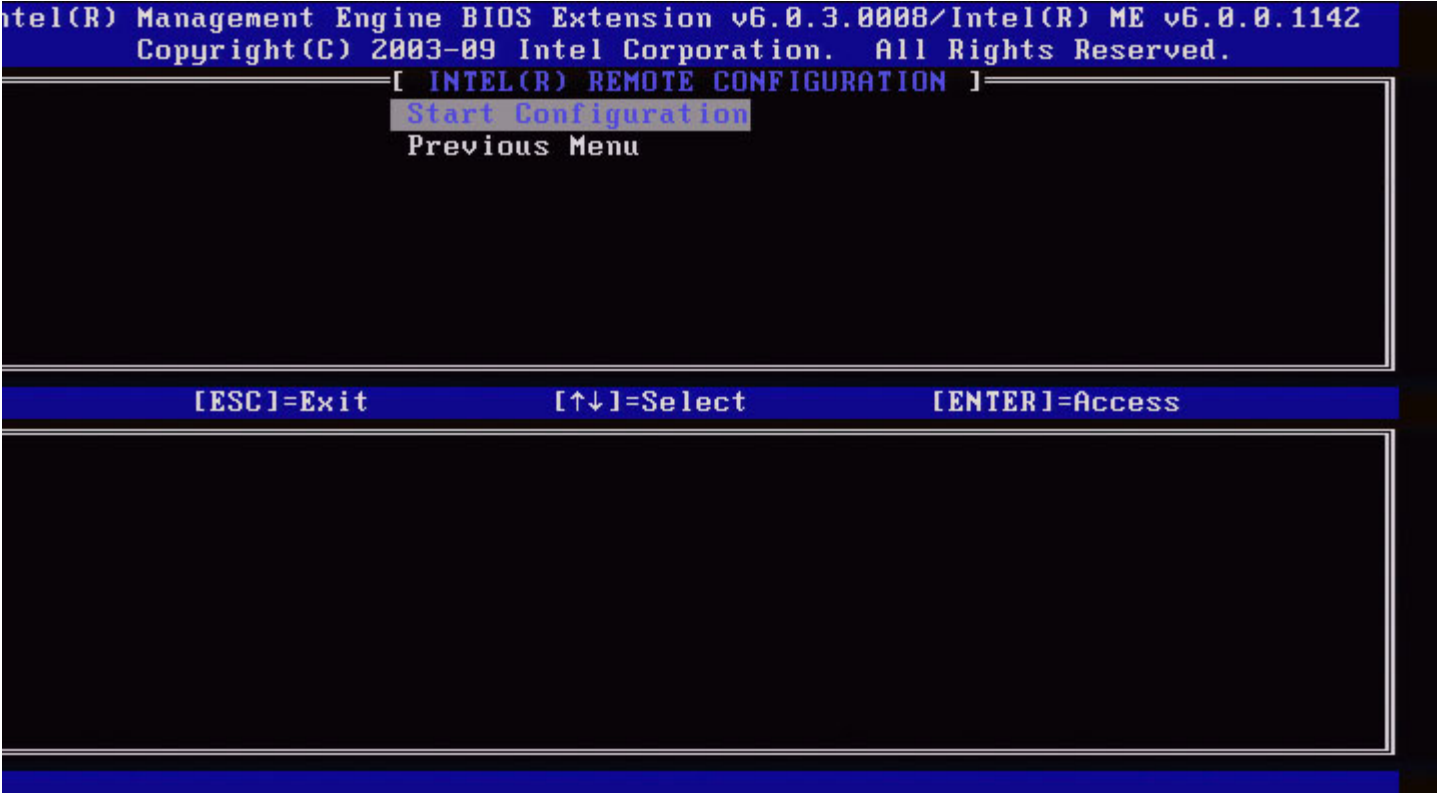 ntel(R) Management Engine BIOS Extension v6.0.3.0008/Intel(R) ME v6.0.0.1142
Copyright(C) 2003-09 Intel Corporation. All Rights Reserved.
[ INTEL(R) REMOTE CONFIGURATION ]
Start Configuration
Previous Menu
[ESC]=Exit [↑↓]=Select [ENTER]=Access